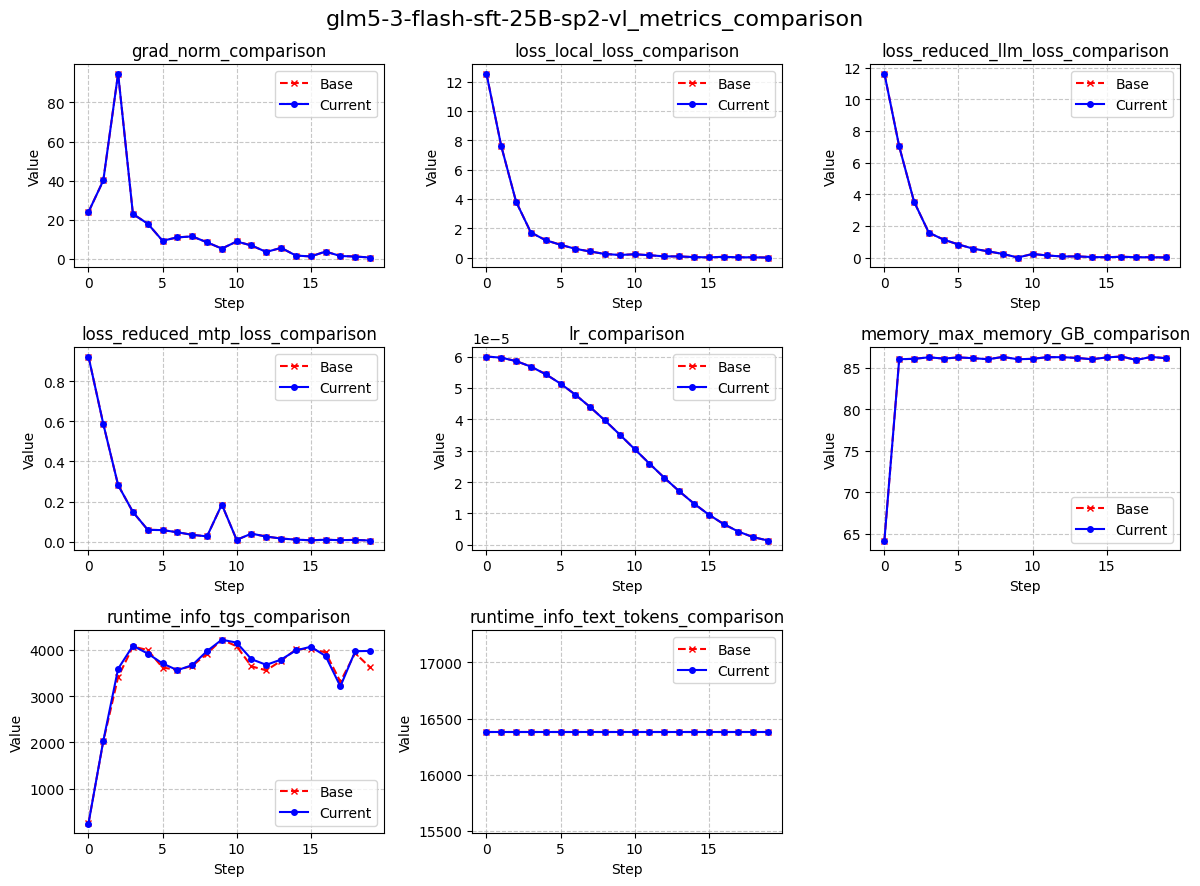 glm5-3-flash-sft-25B-sp2-vl_metrics_comparison
grad_norm_comparison
Value
80
60
40
20
0
0 5 10 15
Step
Base
Current
loss_local_loss_comparison
Value
12
10
8
6
4
2
0
0 5 10 15
Step
Base
Current
loss_reduced_llm_loss_comparison
Value
12
10
8
6
4
2
0
0 5 10 15
Step
Base
Current
loss_reduced_mtp_loss_comparison
Value
0.8
0.6
0.4
0.2
0.0
0 5 10 15
Step
Base
Current
lr_comparison
1e−5
Value
6
5
4
3
2
1
0
0 5 10 15
Step
Base
Current
memory_max_memory_GB_comparison
Value
85
80
75
70
65
0 5 10 15
Step
Base
Current
runtime_info_tgs_comparison
Value
4000
3000
2000
1000
0 5 10 15
Step
Base
Current
runtime_info_text_tokens_comparison
Value
17000
16500
16000
15500
0 5 10 15
Step
Base
Current